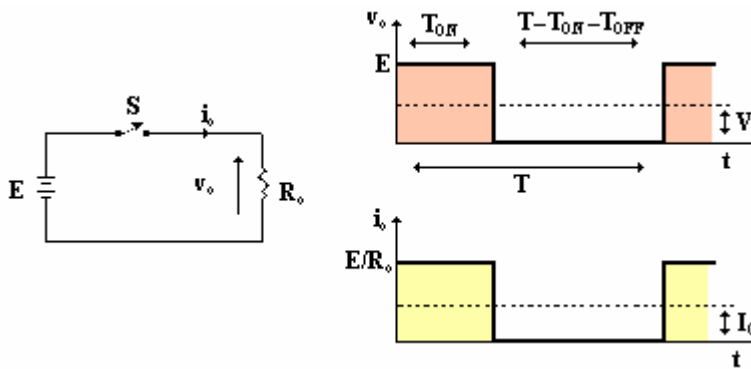 S
i₀
E
v₀
R₀
v₀
T_ON
T-T_ON-T_OFF
E
V
t
T
i₀
E/R₀
I₀
t